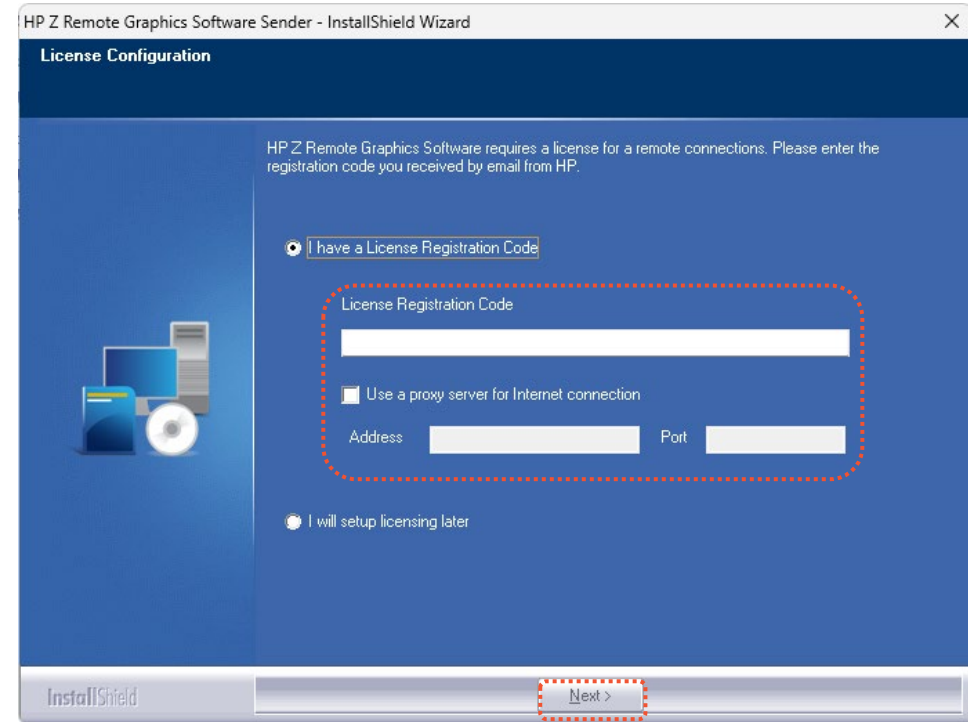 HP Z Remote Graphics Software Sender - InstallShield Wizard
License Configuration
HP Z Remote Graphics Software requires a license for a remote connections. Please enter the
registration code you received by email from HP.
I have a License Registration Code
License Registration Code
Use a proxy server for Internet connection
Address Port
I will setup licensing later
InstallShield
Next >